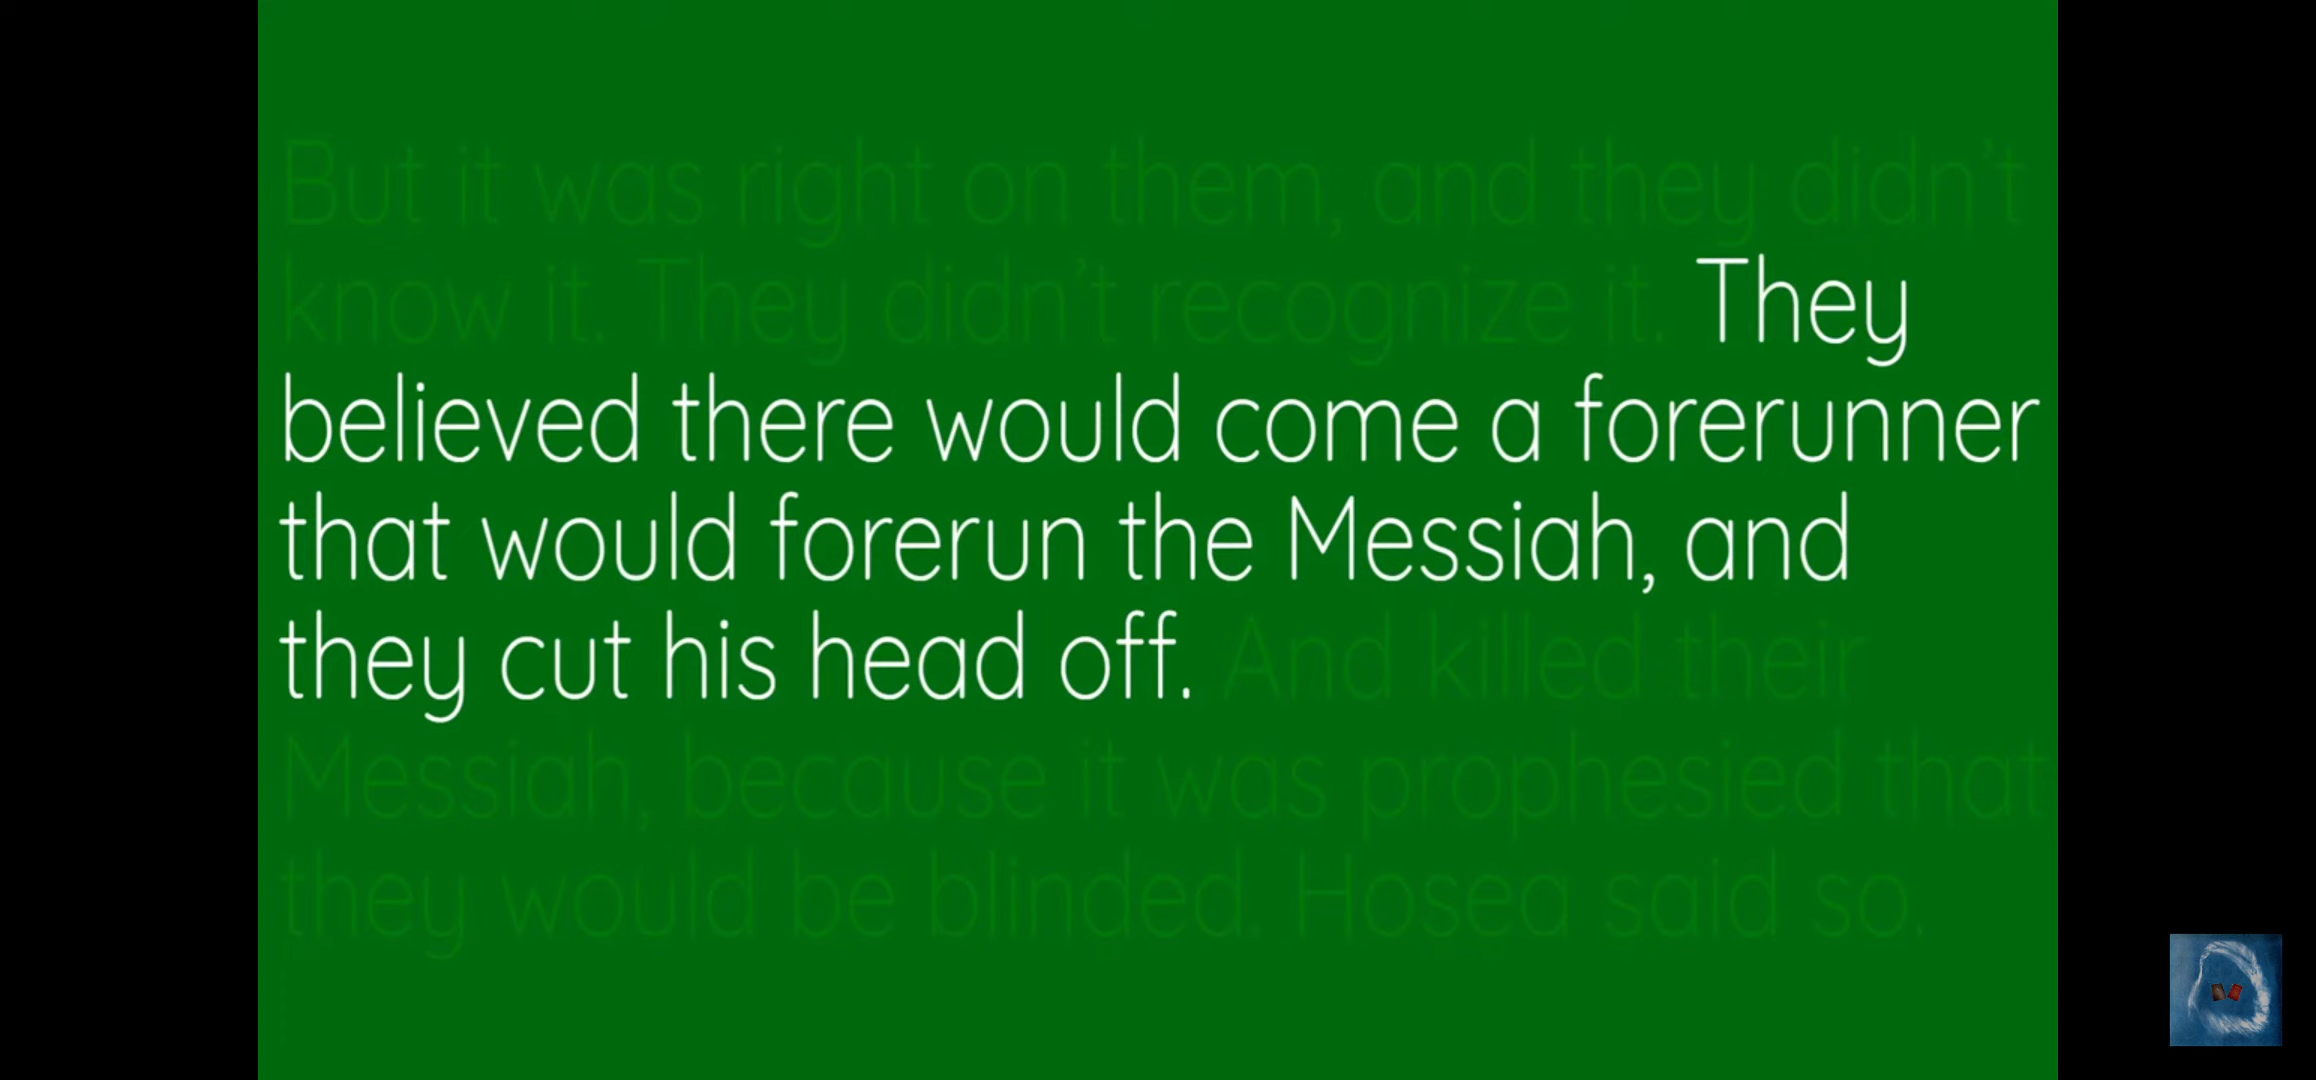 But it was right on them, and they didn't
know it. They didn't recognize it. They
believed there would come a forerunner
that would forerun the Messiah, and
they cut his head off. And killed their
Messiah, because it was prophesied that
they would be blinded. Hosea said so.